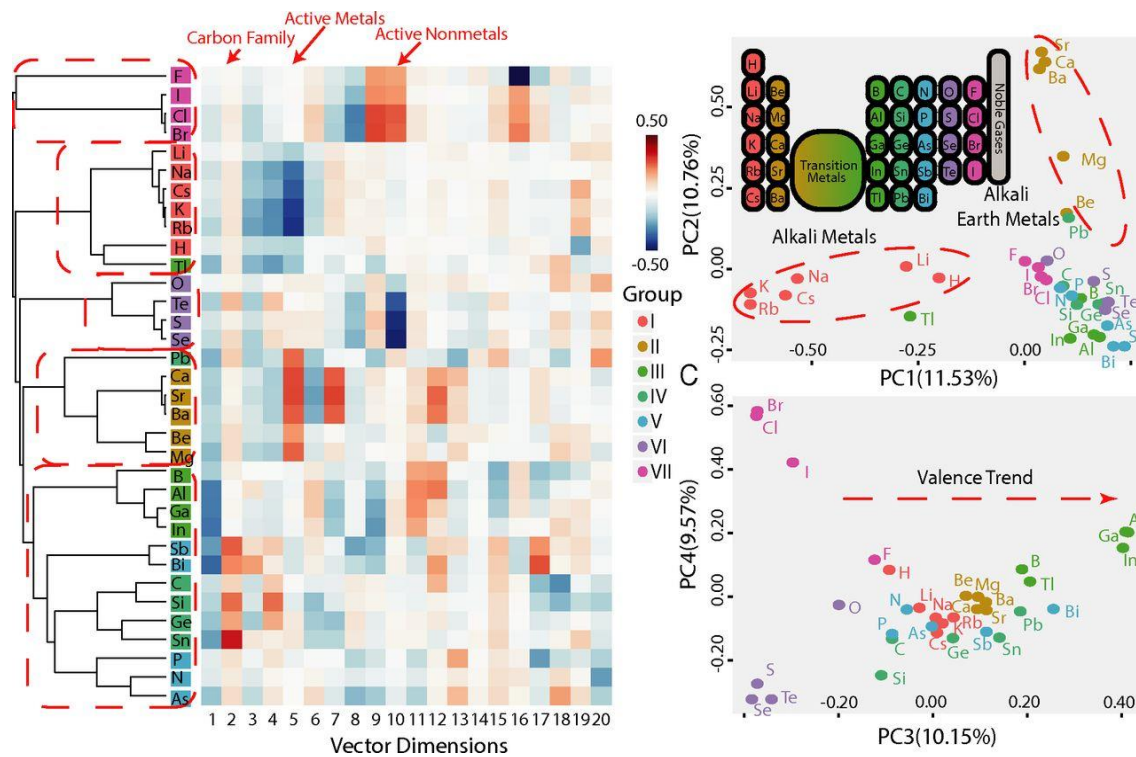 Carbon Family
Active Metals
Active Nonmetals
F
I
Cl
Br
Li
Na
Cs
K
Rb
H
Tl
O
Te
S
Se
Pb
Ca
Sr
Ba
Be
Mg
B
Al
Ga
In
Sb
Bi
C
Si
Ge
Sn
P
N
As
1 2 3 4 5 6 7 8 9 10 11 12 13 14 15 16 17 18 19 20
Vector Dimensions
0.50
-0.50
Group
I
II
III
IV
V
VI
VII
PC2(10.76%)
0.50
0.25
0.00
-0.25
H
Li Be B C N O F
Na Mg Al Si P S Cl
K Ca Ga Ge As Se Br
Rb Sr In Sn Sb Te I
Cs Ba Tl Pb Bi
Transition
Metals
Noble Gases
Sr
Ca
Ba
Mg
Be
Pb
Alkali
Earth Metals
Alkali Metals
K
Na
Rb
Cs
Li
H
Tl
F
O
I
Br
Cl
C
P
S
N
B
Sn
Te
Si
Ge
Se
Ga
As
In
Al
Bi
S
-0.50 -0.25 0.00
PC1(11.53%)
C
PC4(9.57%)
0.60
0.40
0.20
0.00
-0.20
Br
Cl
I
Valence Trend
A
Ga
In
F
H
B
Tl
O
N
Li
Na
Be
Mg
Ca
Ba
Sr
Bi
P
As
C
Cs
K
Rb
Ge
Sb
Sn
Pb
Si
S
Se
Te
-0.20 0.00 0.20 0.40
PC3(10.15%)